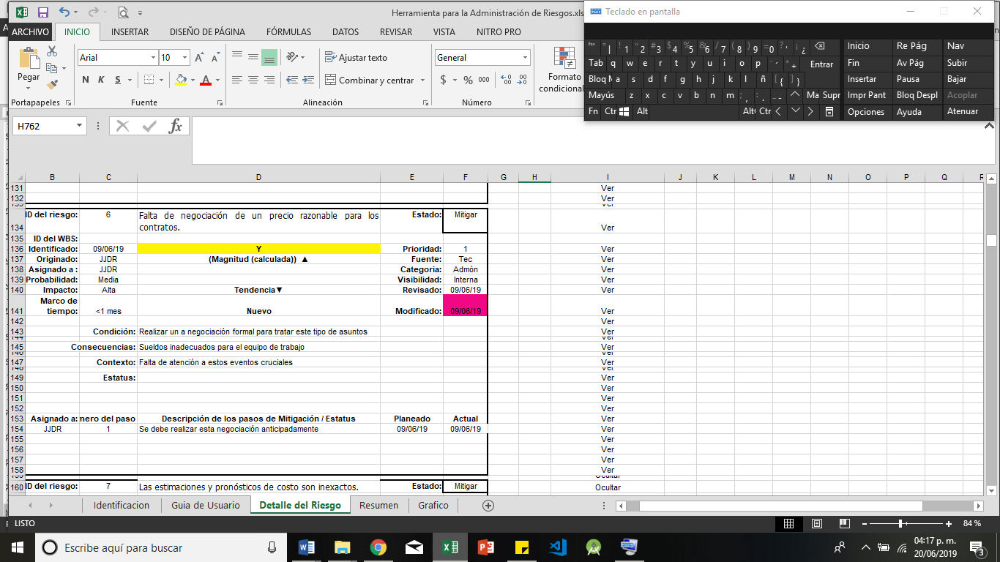 Herramienta para la Administración de Riesgos.xls
Teclado en pantalla
ARCHIVO INICIO INSERTAR DISEÑO DE PÁGINA FÓRMULAS DATOS REVISAR VISTA NITRO PRO
Pegar
Arial 10
N K S
Ajustar texto
Combinar y centrar
General
$ % 000
Formato
condicional
Portapapeles Fuente Alineación Número
Tab q w e r t y u i o p Entrar
Bloq M a s d f g h j k l ñ
Mayús z x c v b n m Supr
Fn Ctr Alt Ctr
Inicio Re Pág Nav
Fin Av Pág Subir
Insertar Pausa Bajar
Impr Pant Bloq Despl Acoplar
Opciones Ayuda Atenuar
H762 fx
B C D E F G H I J K L M N O P Q R
131 Ver
132 Ver
134 ID del riesgo: 6 Falta de negociación de un precio razonable para los contratos. Estado: Mitigar Ver
135 ID del WBS:
136 Identificado: 09/06/19 Y Prioridad: 1 Ver
137 Originado: JJDR (Magnitud (calculada)) ▲ Fuente: Tec Ver
138 Asignado a : JJDR Categoria: Admón Ver
139 Probabilidad: Media Visibilidad: Interna Ver
140 Impacto: Alta Tendencia▼ Revisado: 09/06/19 Ver
141 Marco de tiempo: <1 mes Nuevo Modificado: 09/06/19 Ver
142 Ver
143 Condición: Realizar un a negociación formal para tratar este tipo de asuntos Ver
145 Consecuencias: Sueldos inadecuados para el equipo de trabajo Ver
147 Contexto: Falta de atención a estos eventos cruciales Ver
149 Estatus: Ver
150 Ver
151 Ver
152 Ver
153 Asignado a: nero del paso Descripción de los pasos de Mitigación / Estatus Planeado Actual Ver
154 JJDR 1 Se debe realizar esta negociación anticipadamente 09/06/19 09/06/19 Ver
155 Ver
156 Ver
157 Ver
158 Ver
160 ID del riesgo: 7 Las estimaciones y pronósticos de costo son inexactos. Estado: Mitigar Ocultar
Identificacion Guia de Usuario Detalle del Riesgo Resumen Grafico
LISTO 84 %
Escribe aquí para buscar
04:17 p. m.
20/06/2019
3